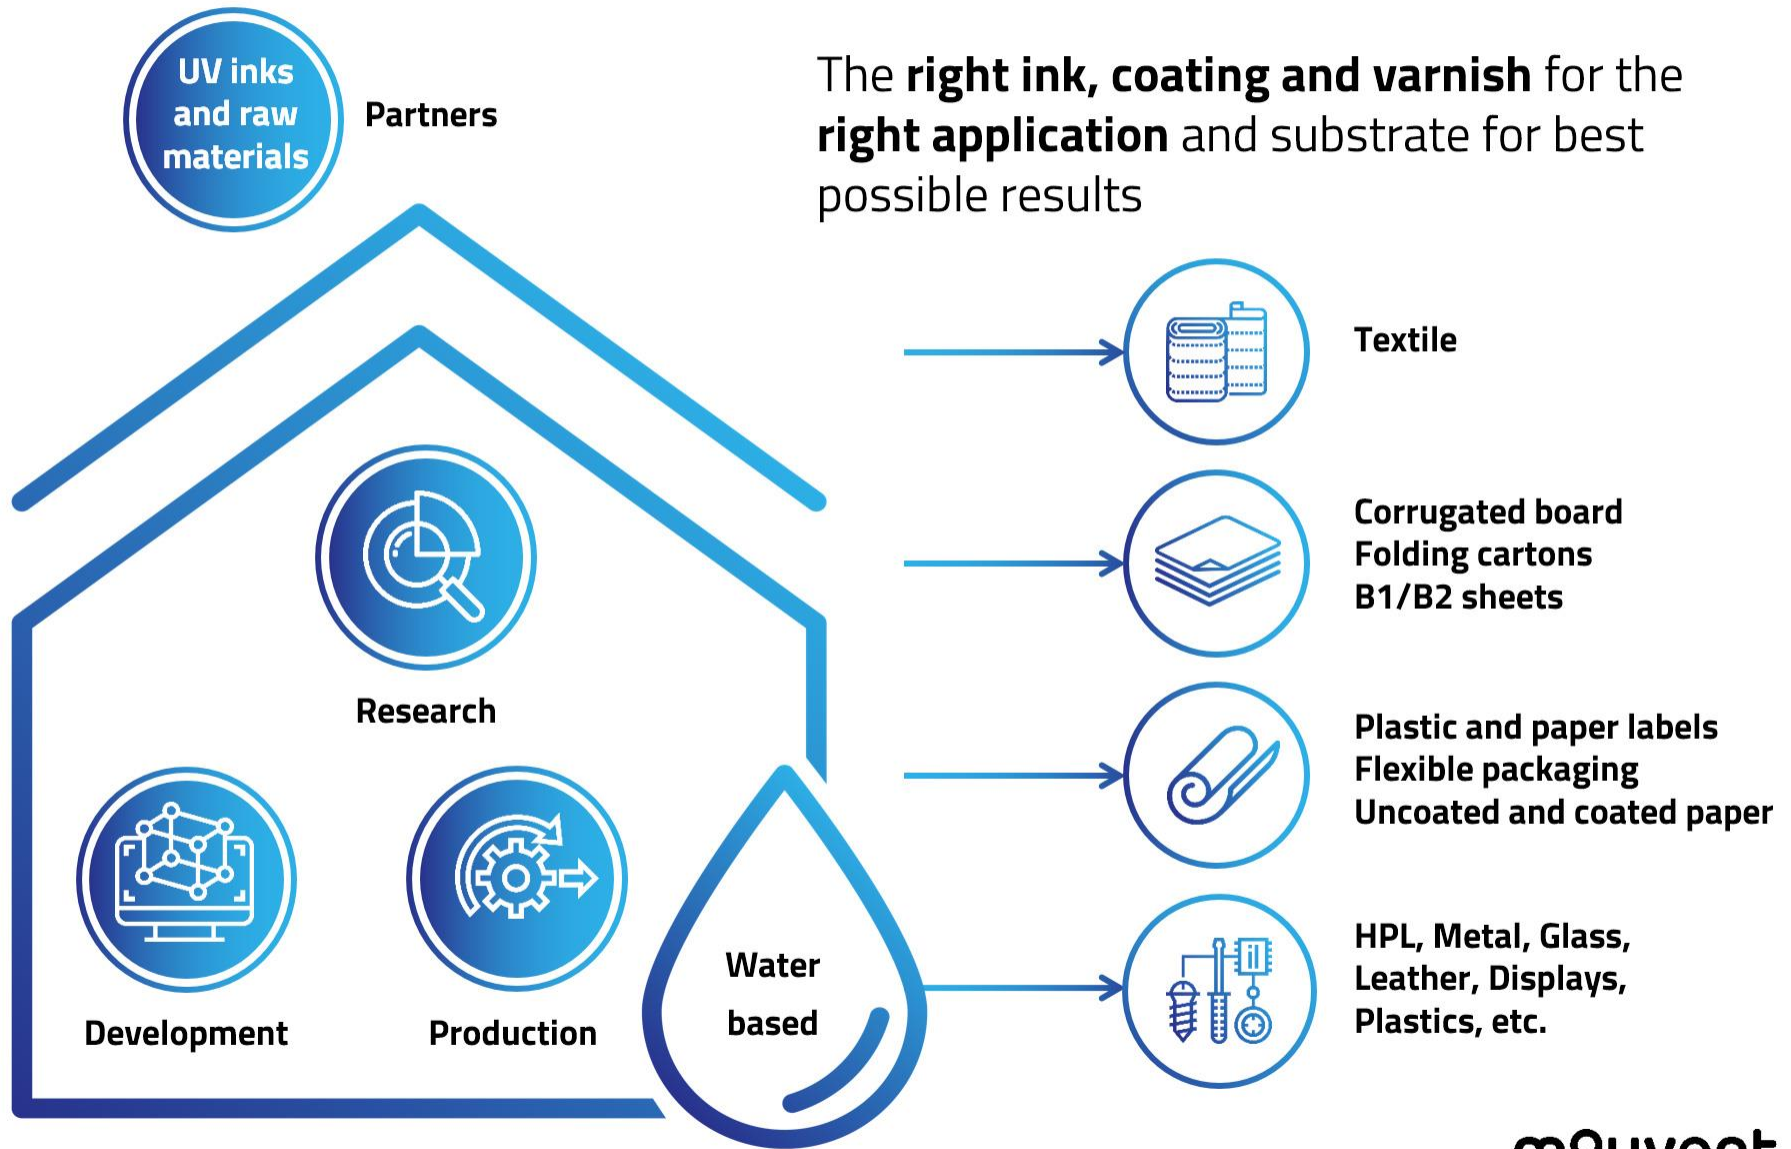 UV inks
and raw
materials
Partners
The right ink, coating and varnish for the
right application and substrate for best
possible results
Textile
Corrugated board
Folding cartons
B1/B2 sheets
Research
Plastic and paper labels
Flexible packaging
Uncoated and coated paper
Development
Production
Water
based
HPL, Metal, Glass,
Leather, Displays,
Plastics, etc.
mouvent